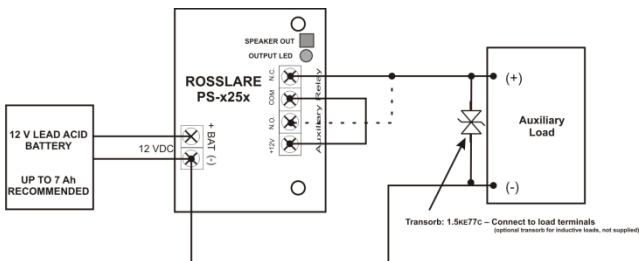 SPEAKER OUT
OUTPUT LED
ROSSLARE
PS-x25x
N.C.
COM
N.O.
+12V
Auxiliary Relay
+ BAT (-)
12 V LEAD ACID
BATTERY
UP TO 7 Ah
RECOMMENDED
12 VDC
(+)
(-)
Auxiliary
Load
Transorb: 1.5KE77C – Connect to load terminals
(optional transorb for inductive loads, not supplied)